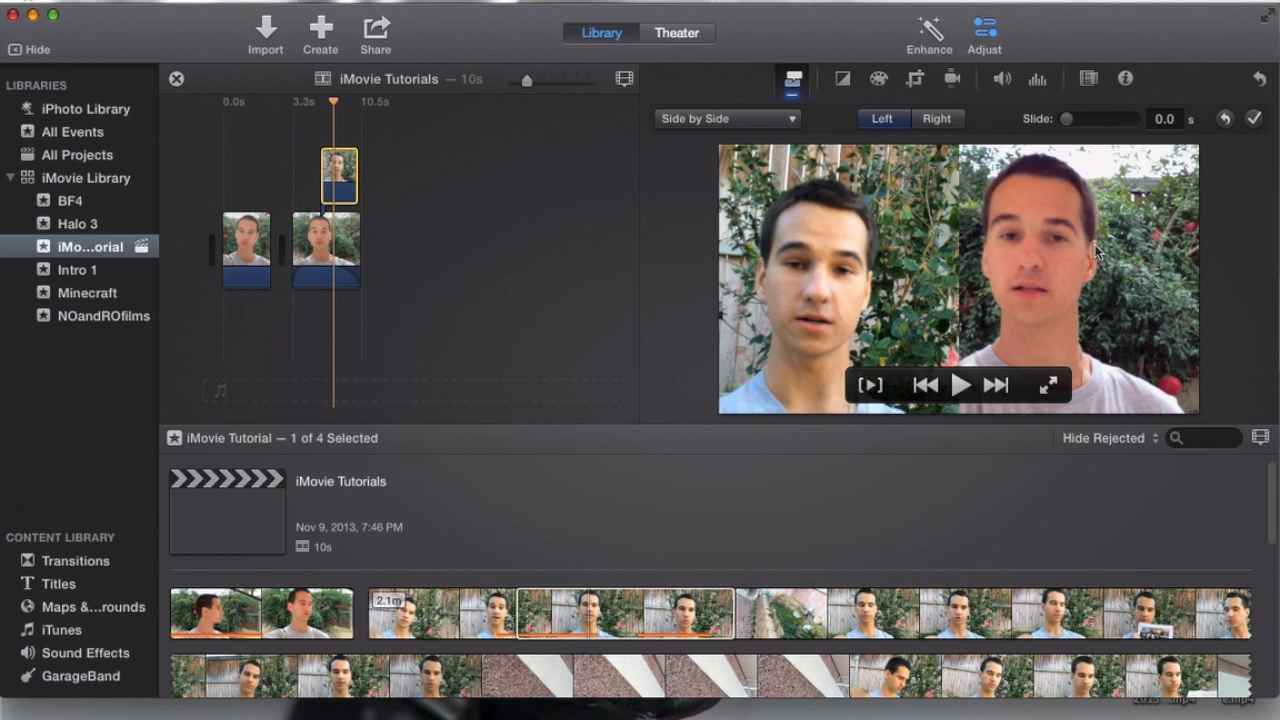 Import
Create
Share
Library
Theater
Enhance
Adjust
Hide
LIBRARIES
iPhoto Library
All Events
All Projects
iMovie Library
BF4
Halo 3
iMo...orial
Intro 1
Minecraft
NOandROfilms
CONTENT LIBRARY
Transitions
Titles
Maps &...rounds
iTunes
Sound Effects
GarageBand
iMovie Tutorials — 10s
0.0s
3.3s
10.5s
Side by Side
Left
Right
Slide:
0.0 s
iMovie Tutorial — 1 of 4 Selected
Hide Rejected
iMovie Tutorials
Nov 9, 2013, 7:46 PM
10s
2.1m